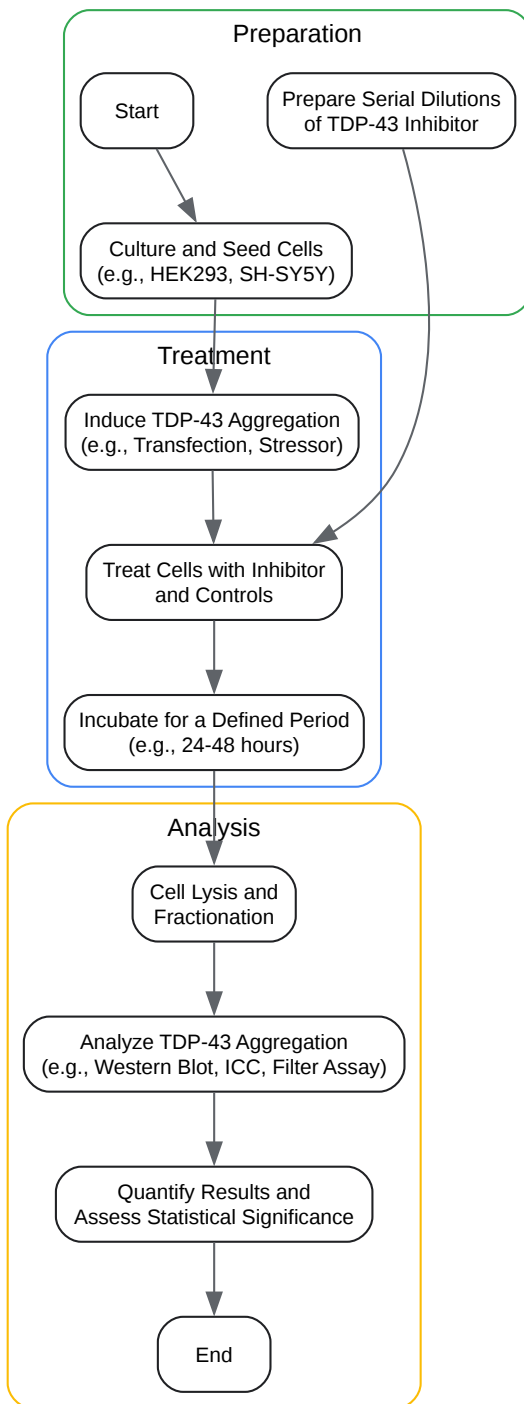 Preparation
Start
Prepare Serial Dilutions
of TDP-43 Inhibitor
Culture and Seed Cells
(e.g., HEK293, SH-SY5Y)
Treatment
Induce TDP-43 Aggregation
(e.g., Transfection, Stressor)
Treat Cells with Inhibitor
and Controls
Incubate for a Defined Period
(e.g., 24-48 hours)
Analysis
Cell Lysis and
Fractionation
Analyze TDP-43 Aggregation
(e.g., Western Blot, ICC, Filter Assay)
Quantify Results and
Assess Statistical Significance
End